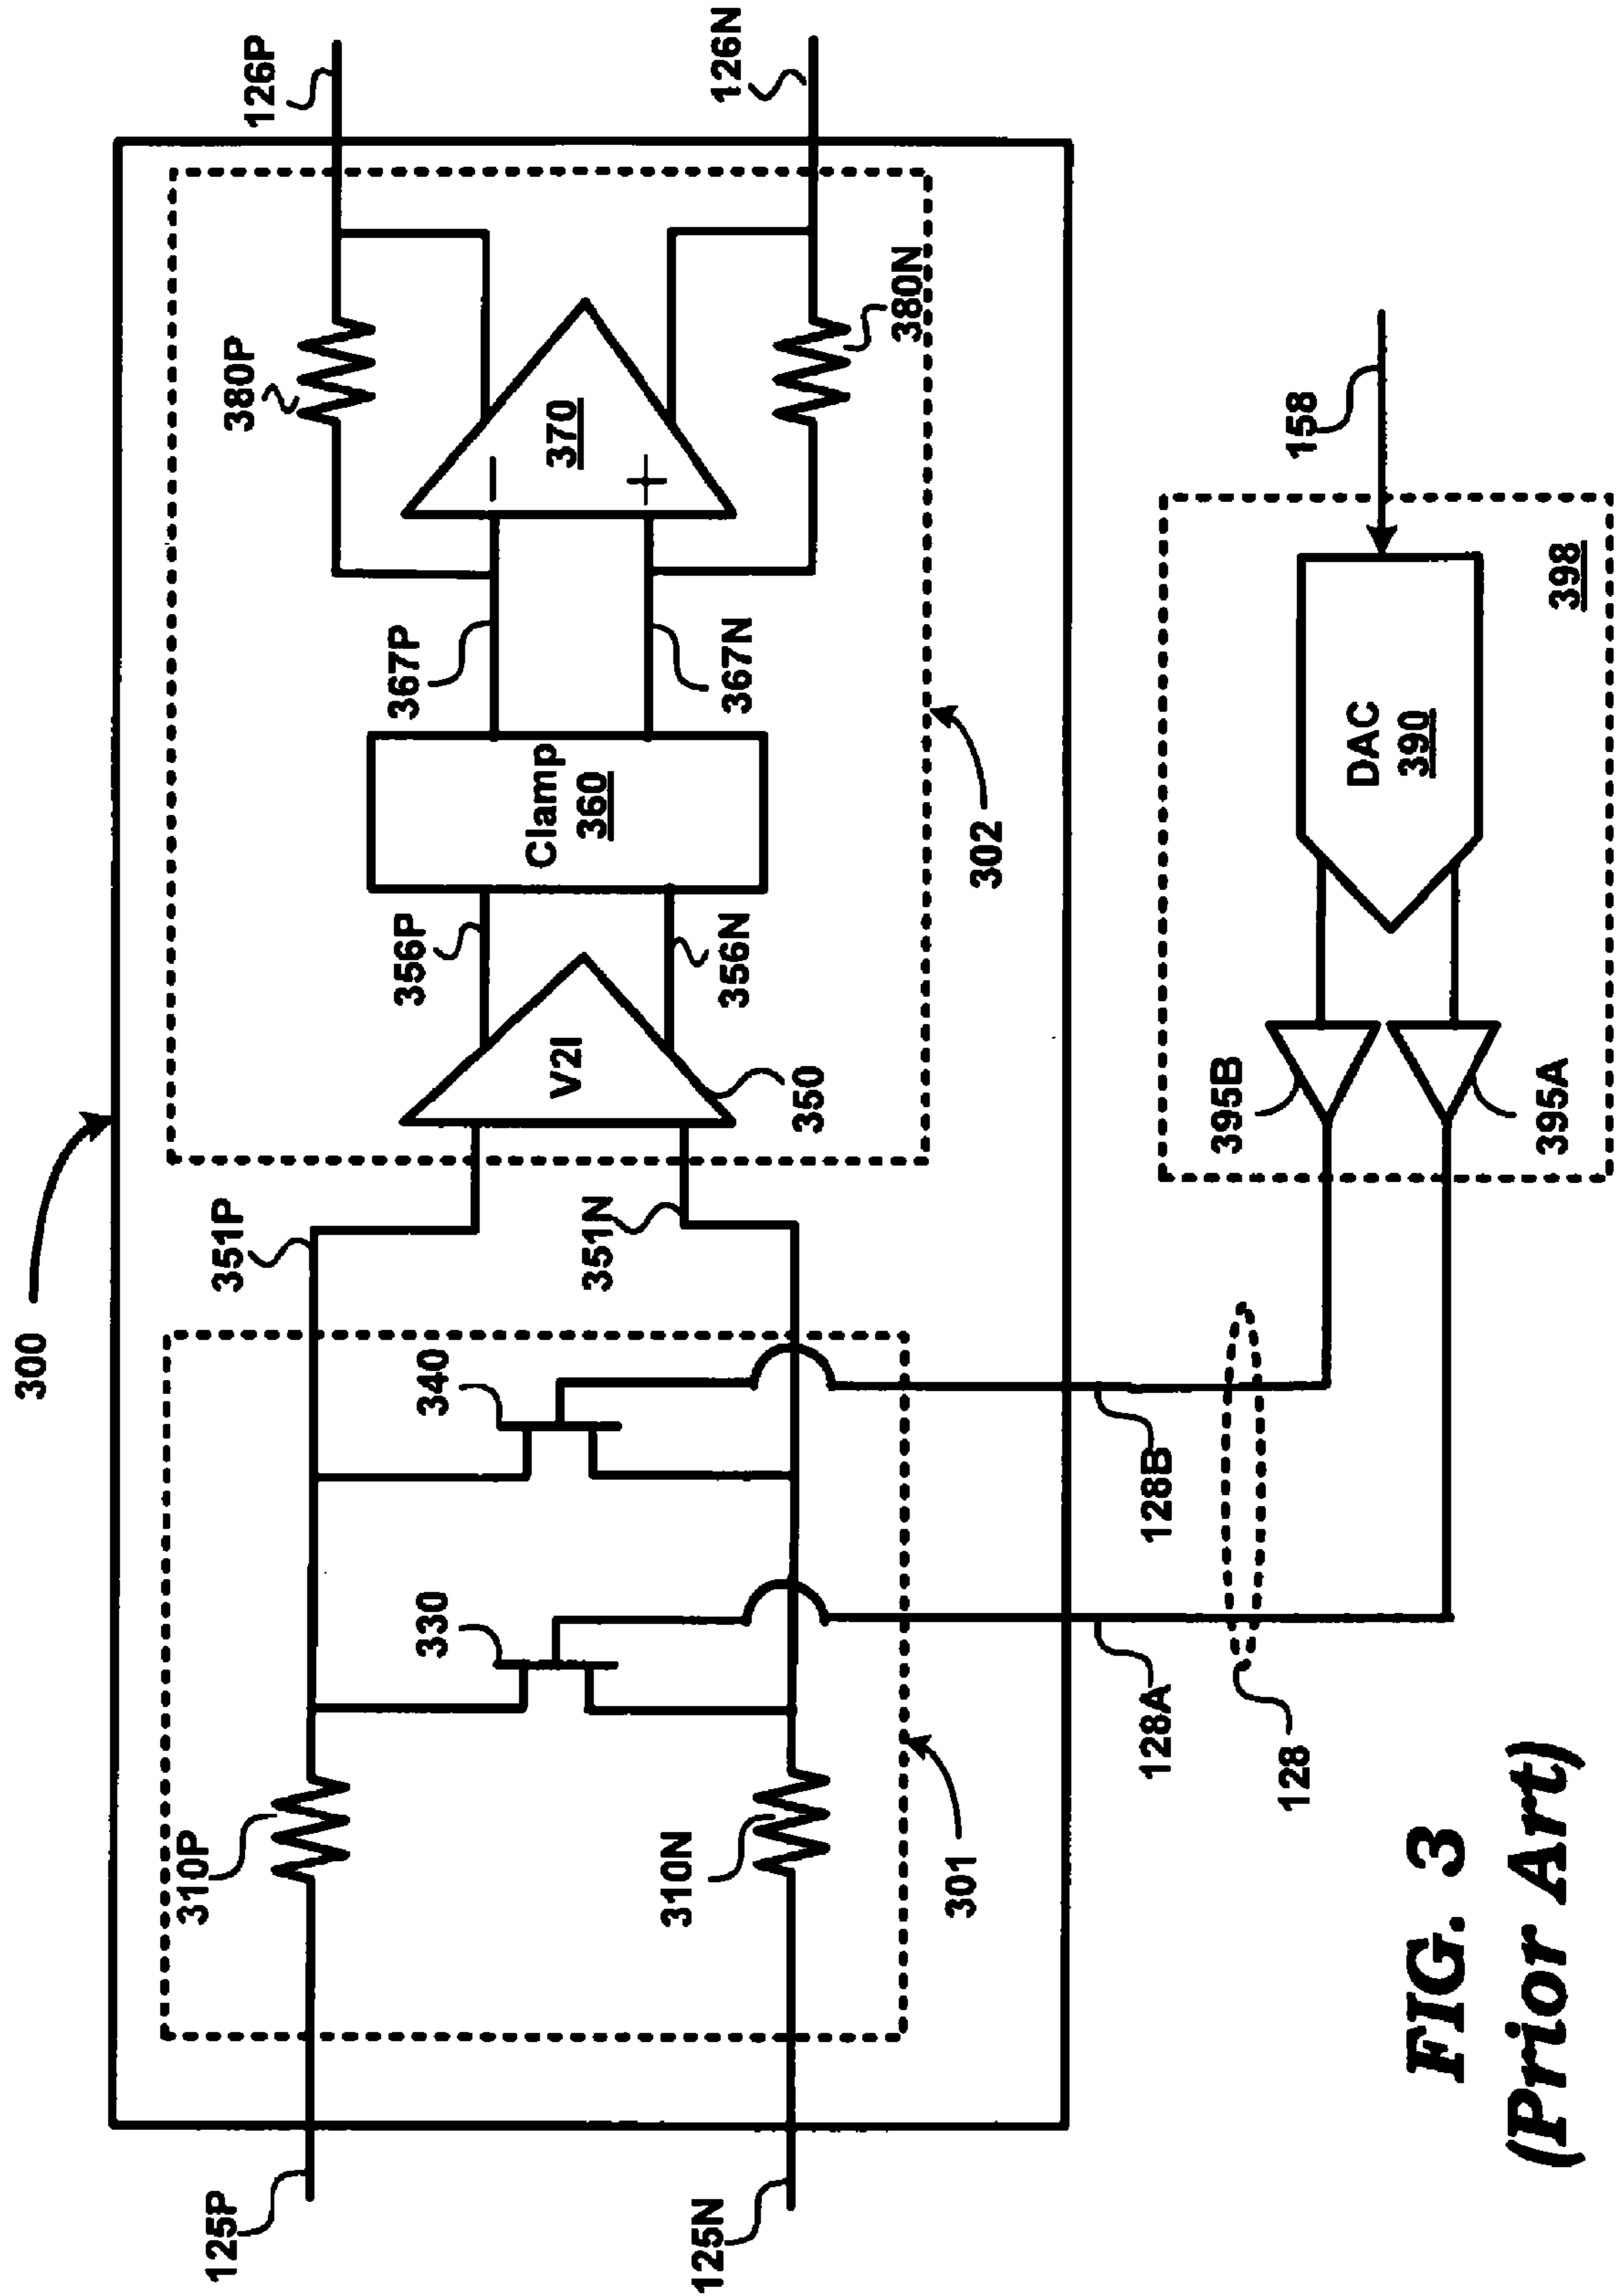 300
126P
126N
380P
370
−
+
380N
367P
367N
Clamp
360
302
356P
356N
V2I
350
351P
351N
340
330
310P
310N
301
125P
125N
128A
128B
128
158
DAC
390
398
395B
395A
FIG. 3
(Prior Art)